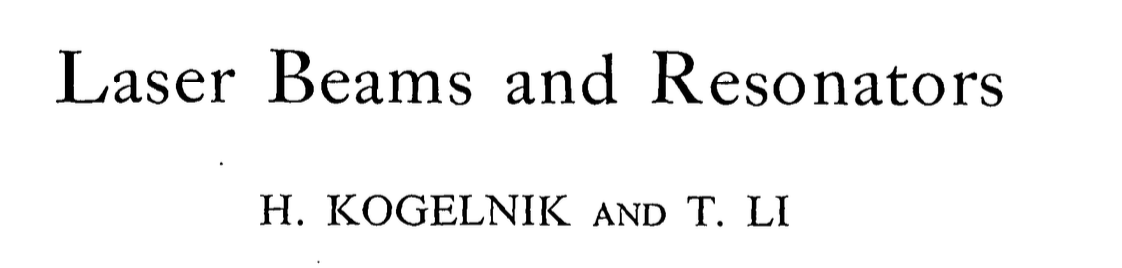 Laser Beams and Resonators
H. KOGELNIK AND T. LI